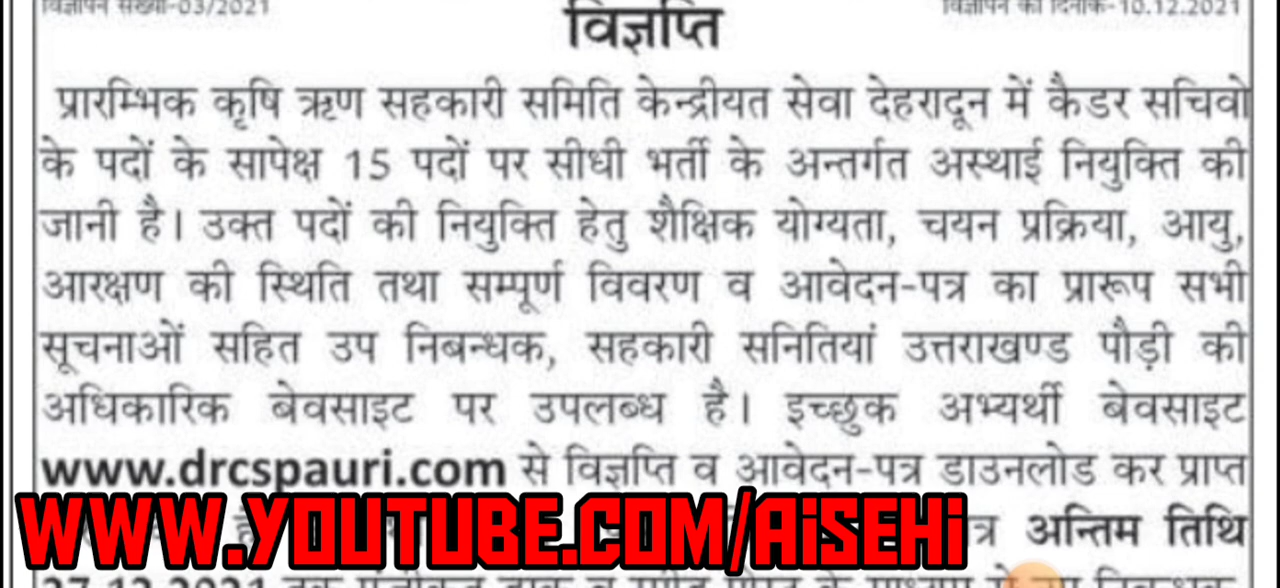 विज्ञापन संख्या-03/2021 विज्ञापन की दिनांक-10.12.2021
विज्ञप्ति
प्रारम्भिक कृषि ऋण सहकारी समिति केन्द्रीयत सेवा देहरादून में कैडर सचिवो
के पदों के सापेक्ष 15 पदों पर सीधी भर्ती के अन्तर्गत अस्थाई नियुक्ति की
जानी है। उक्त पदों की नियुक्ति हेतु शैक्षिक योग्यता, चयन प्रक्रिया, आयु,
आरक्षण की स्थिति तथा सम्पूर्ण विवरण व आवेदन-पत्र का प्रारूप सभी
सूचनाओं सहित उप निबन्धक, सहकारी सनितियां उत्तराखण्ड पौड़ी की
अधिकारिक बेवसाइट पर उपलब्ध है। इच्छुक अभ्यर्थी बेवसाइट
www.drcspauri.com से विज्ञप्ति व आवेदन-पत्र डाउनलोड कर प्राप्त
WWW.YOUTUBE.COM/AiSEHi
अन्तिम तिथि
27.12.2021